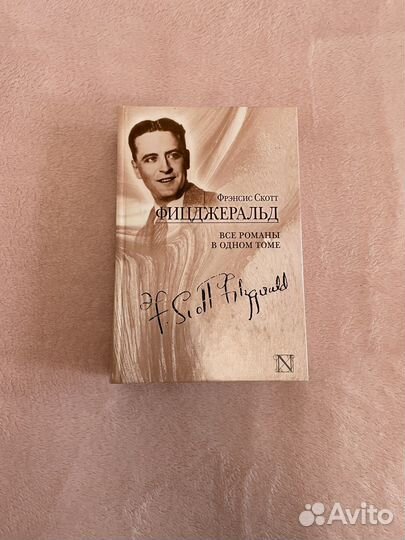 Фрэнсис Скотт
ФИЦДЖЕРАЛЬД
ВСЕ РОМАНЫ
В ОДНОМ ТОМЕ
F. Scott Fitzgerald
N
Avito